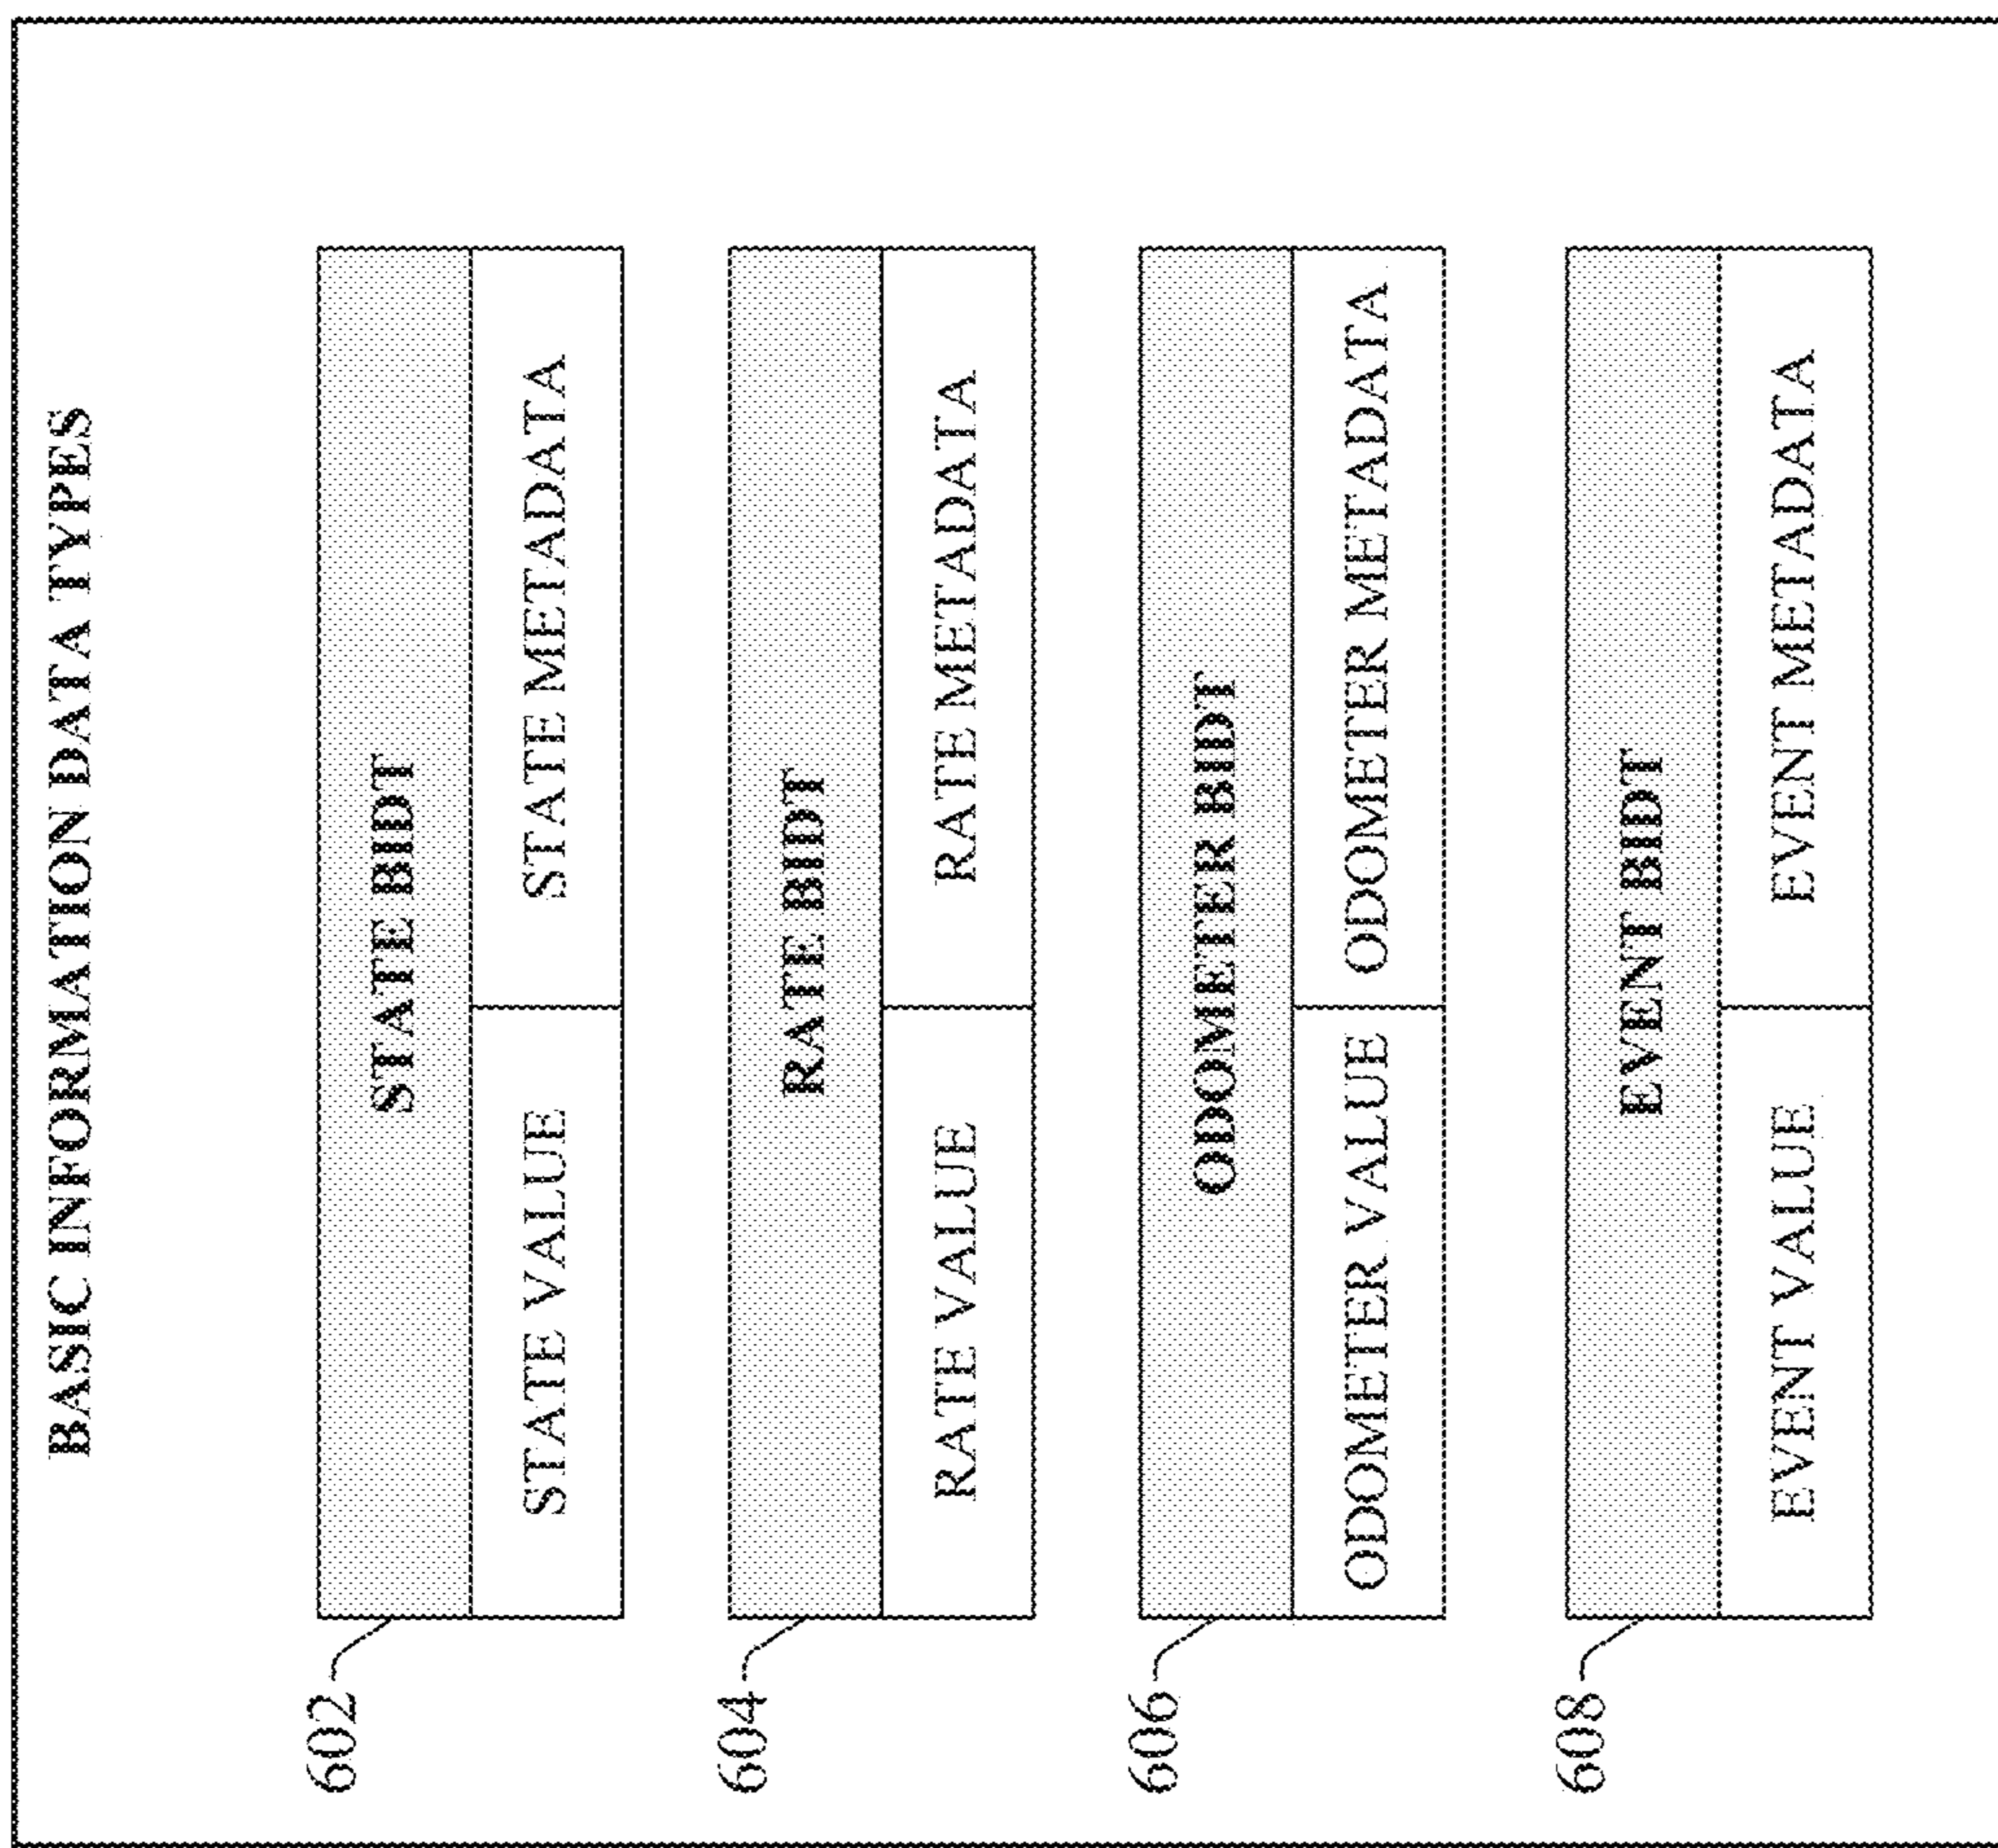 BASIC INFORMATION DATA TYPES
602
STATE BIDT
STATE VALUE
STATE METADATA
604
RATE BIDT
RATE VALUE
RATE METADATA
606
ODOMETER BIDT
ODOMETER VALUE
ODOMETER METADATA
608
EVENT BIDT
EVENT VALUE
EVENT METADATA